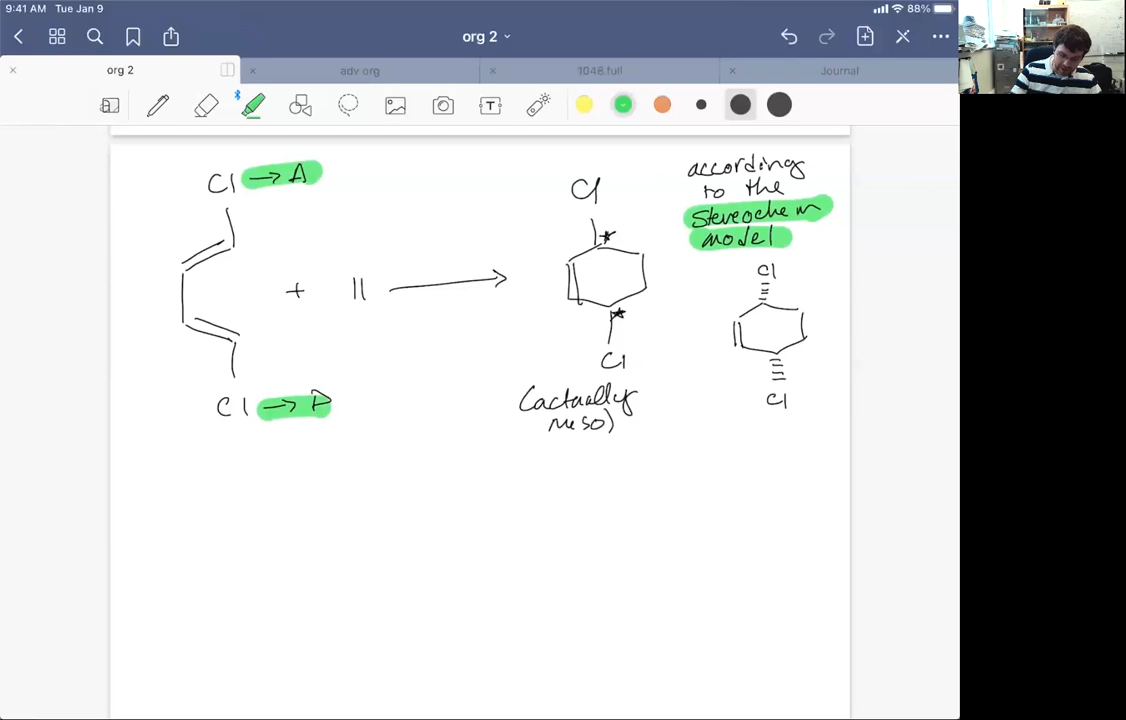 9:41 AM Tue Jan 9
88%
org 2
org 2
adv org
1048.full
Journal
T
Cl → A
Cl → A
+
Cl
*
*
Cl
(actually
meso)
according
to the
stereochem
model
Cl
Cl